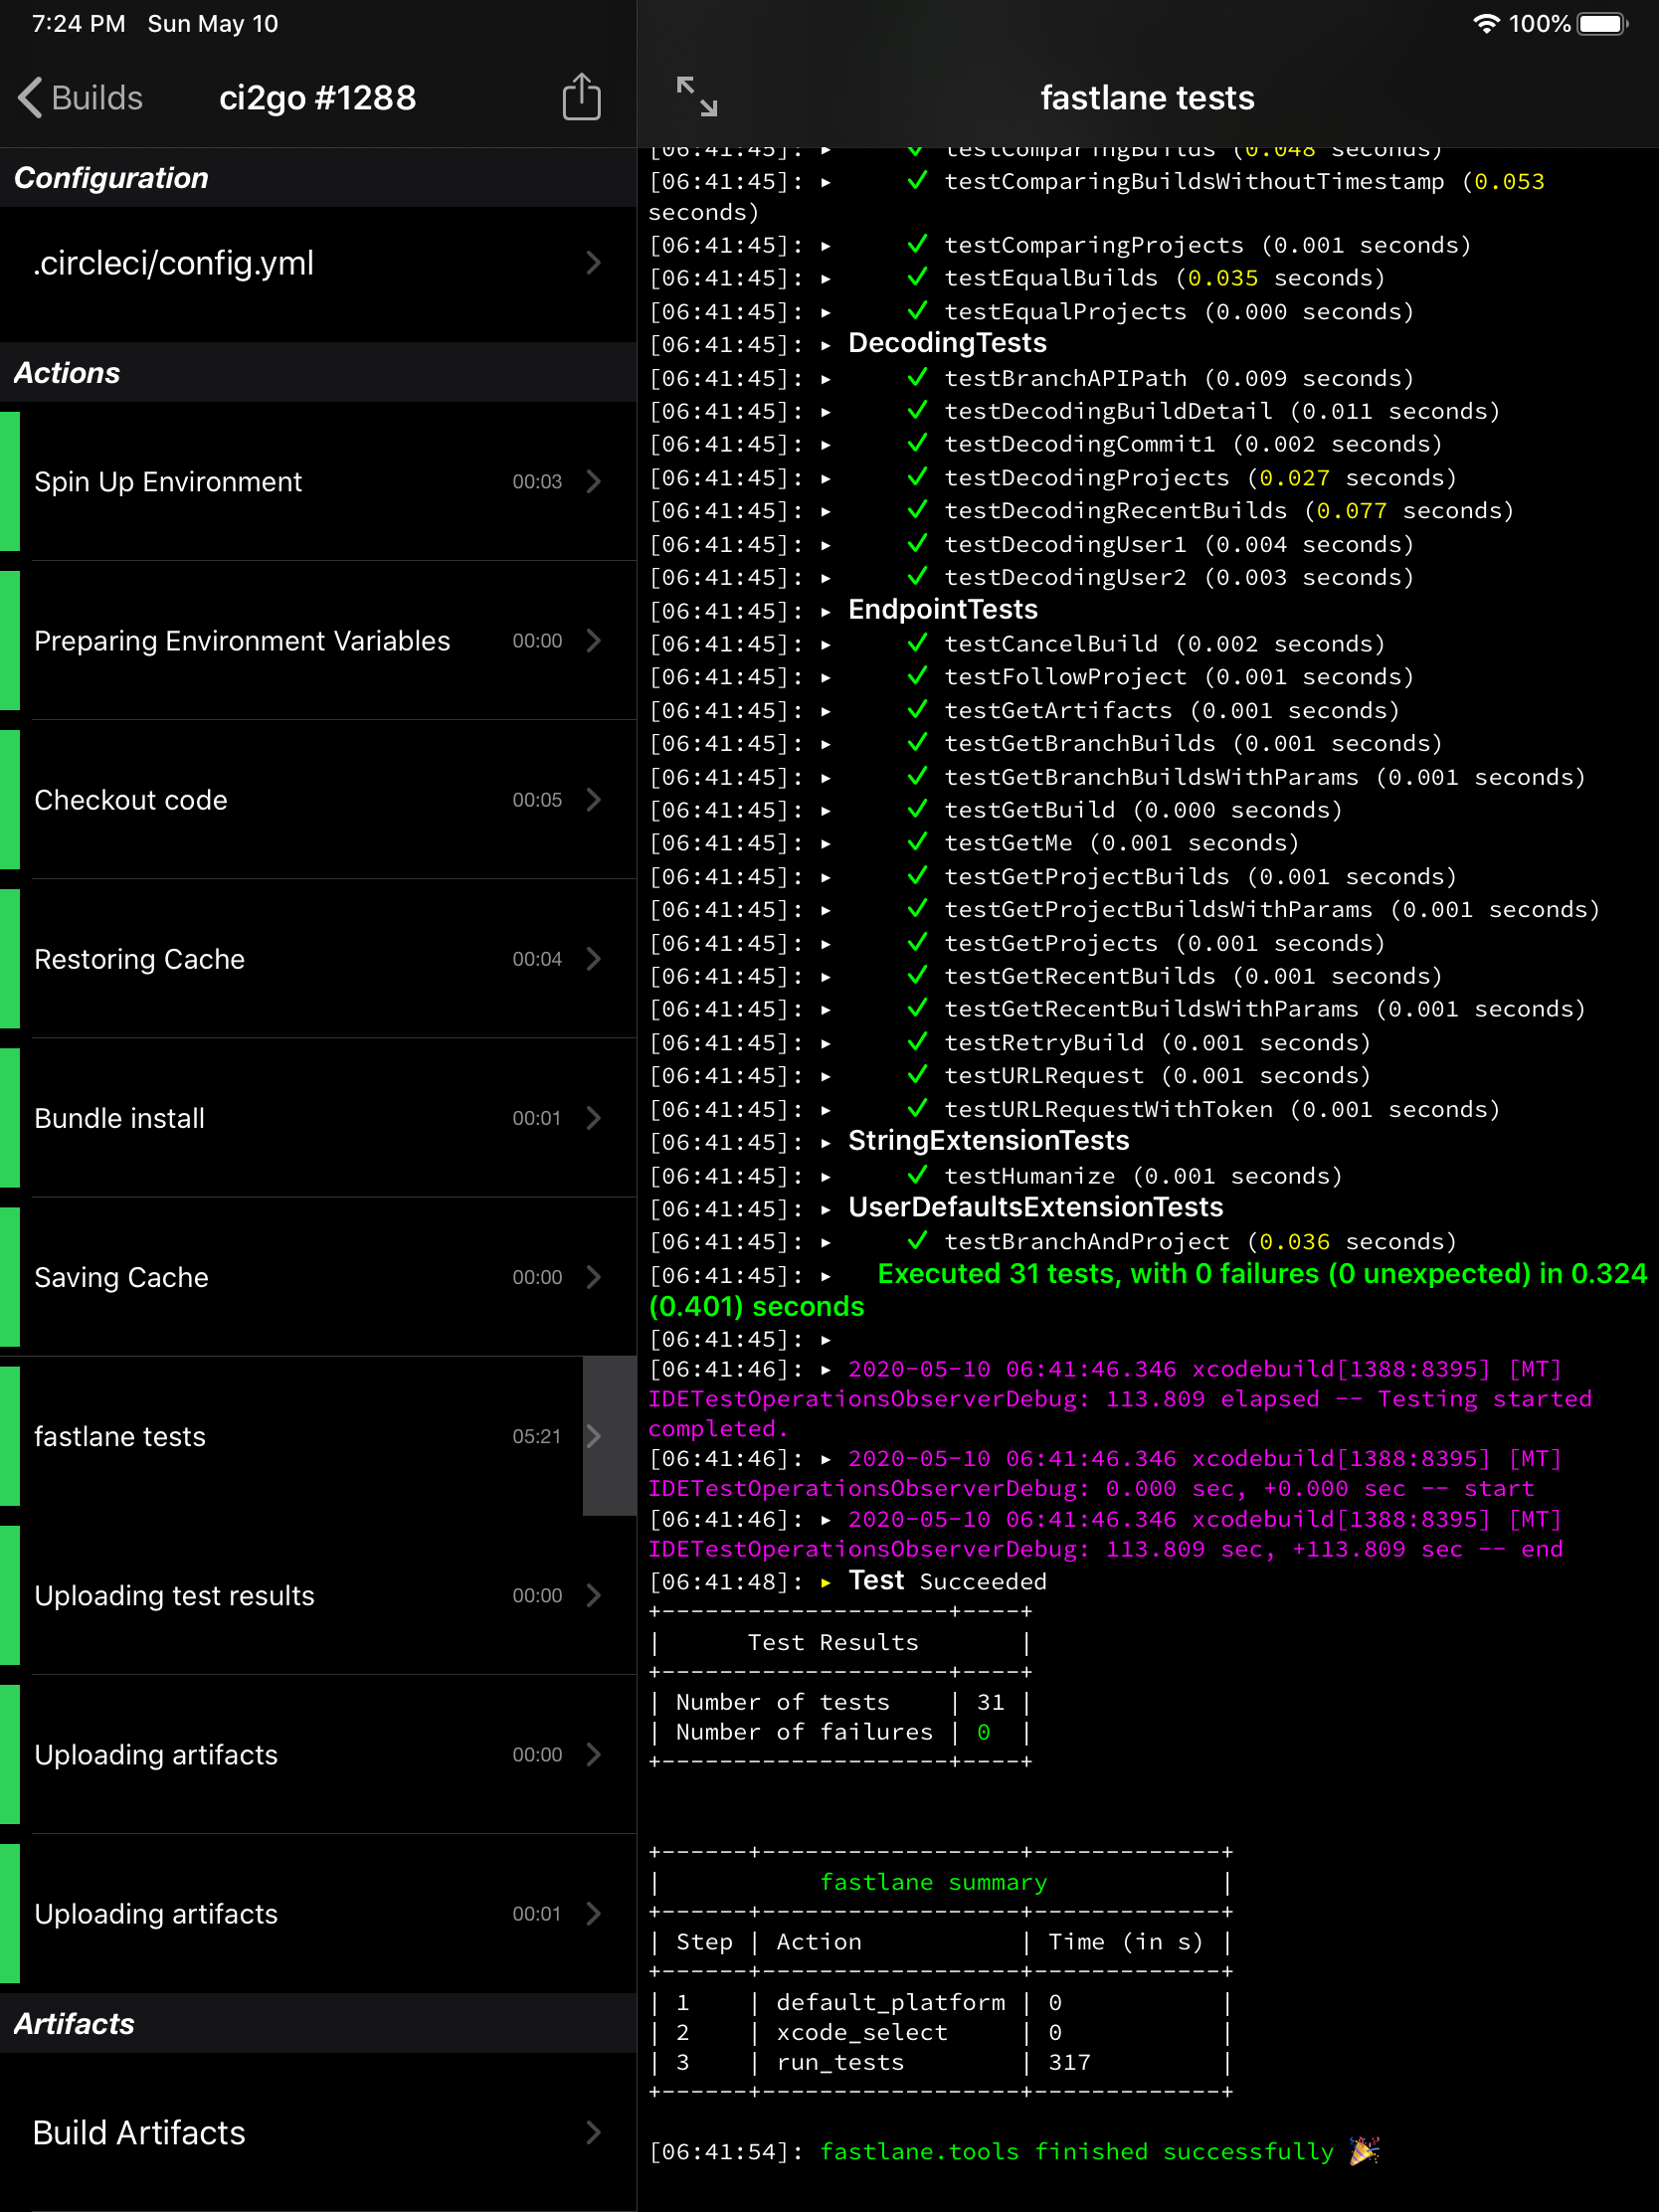 7:24 PM Sun May 10
100%
Builds
ci2go #1288
Configuration
.circleci/config.yml
Actions
Spin Up Environment 00:03
Preparing Environment Variables 00:00
Checkout code 00:05
Restoring Cache 00:04
Bundle install 00:01
Saving Cache 00:00
fastlane tests 05:21
Uploading test results 00:00
Uploading artifacts 00:00
Uploading artifacts 00:01
Artifacts
Build Artifacts
fastlane tests
[06:41:45]: ▸ ✓ testComparingBuilds (0.048 seconds)
[06:41:45]: ▸ ✓ testComparingBuildsWithoutTimestamp (0.053
seconds)
[06:41:45]: ▸ ✓ testComparingProjects (0.001 seconds)
[06:41:45]: ▸ ✓ testEqualBuilds (0.035 seconds)
[06:41:45]: ▸ ✓ testEqualProjects (0.000 seconds)
[06:41:45]: ▸ DecodingTests
[06:41:45]: ▸ ✓ testBranchAPIPath (0.009 seconds)
[06:41:45]: ▸ ✓ testDecodingBuildDetail (0.011 seconds)
[06:41:45]: ▸ ✓ testDecodingCommit1 (0.002 seconds)
[06:41:45]: ▸ ✓ testDecodingProjects (0.027 seconds)
[06:41:45]: ▸ ✓ testDecodingRecentBuilds (0.077 seconds)
[06:41:45]: ▸ ✓ testDecodingUser1 (0.004 seconds)
[06:41:45]: ▸ ✓ testDecodingUser2 (0.003 seconds)
[06:41:45]: ▸ EndpointTests
[06:41:45]: ▸ ✓ testCancelBuild (0.002 seconds)
[06:41:45]: ▸ ✓ testFollowProject (0.001 seconds)
[06:41:45]: ▸ ✓ testGetArtifacts (0.001 seconds)
[06:41:45]: ▸ ✓ testGetBranchBuilds (0.001 seconds)
[06:41:45]: ▸ ✓ testGetBranchBuildsWithParams (0.001 seconds)
[06:41:45]: ▸ ✓ testGetBuild (0.000 seconds)
[06:41:45]: ▸ ✓ testGetMe (0.001 seconds)
[06:41:45]: ▸ ✓ testGetProjectBuilds (0.001 seconds)
[06:41:45]: ▸ ✓ testGetProjectBuildsWithParams (0.001 seconds)
[06:41:45]: ▸ ✓ testGetProjects (0.001 seconds)
[06:41:45]: ▸ ✓ testGetRecentBuilds (0.001 seconds)
[06:41:45]: ▸ ✓ testGetRecentBuildsWithParams (0.001 seconds)
[06:41:45]: ▸ ✓ testRetryBuild (0.001 seconds)
[06:41:45]: ▸ ✓ testURLRequest (0.001 seconds)
[06:41:45]: ▸ ✓ testURLRequestWithToken (0.001 seconds)
[06:41:45]: ▸ StringExtensionTests
[06:41:45]: ▸ ✓ testHumanize (0.001 seconds)
[06:41:45]: ▸ UserDefaultsExtensionTests
[06:41:45]: ▸ ✓ testBranchAndProject (0.036 seconds)
[06:41:45]: ▸ Executed 31 tests, with 0 failures (0 unexpected) in 0.324
(0.401) seconds
[06:41:45]: ▸
[06:41:46]: ▸ 2020-05-10 06:41:46.346 xcodebuild[1388:8395] [MT]
IDETestOperationsObserverDebug: 113.809 elapsed -- Testing started
completed.
[06:41:46]: ▸ 2020-05-10 06:41:46.346 xcodebuild[1388:8395] [MT]
IDETestOperationsObserverDebug: 0.000 sec, +0.000 sec -- start
[06:41:46]: ▸ 2020-05-10 06:41:46.346 xcodebuild[1388:8395] [MT]
IDETestOperationsObserverDebug: 113.809 sec, +113.809 sec -- end
[06:41:48]: ▸ Test Succeeded
+--------------------+----+
|      Test Results       |
+--------------------+----+
| Number of tests    | 31 |
| Number of failures | 0  |
+--------------------+----+
+------+------------------+-------------+
|           fastlane summary            |
+------+------------------+-------------+
| Step | Action           | Time (in s) |
+------+------------------+-------------+
| 1    | default_platform | 0           |
| 2    | xcode_select     | 0           |
| 3    | run_tests        | 317         |
+------+------------------+-------------+
[06:41:54]: fastlane.tools finished successfully 🎉